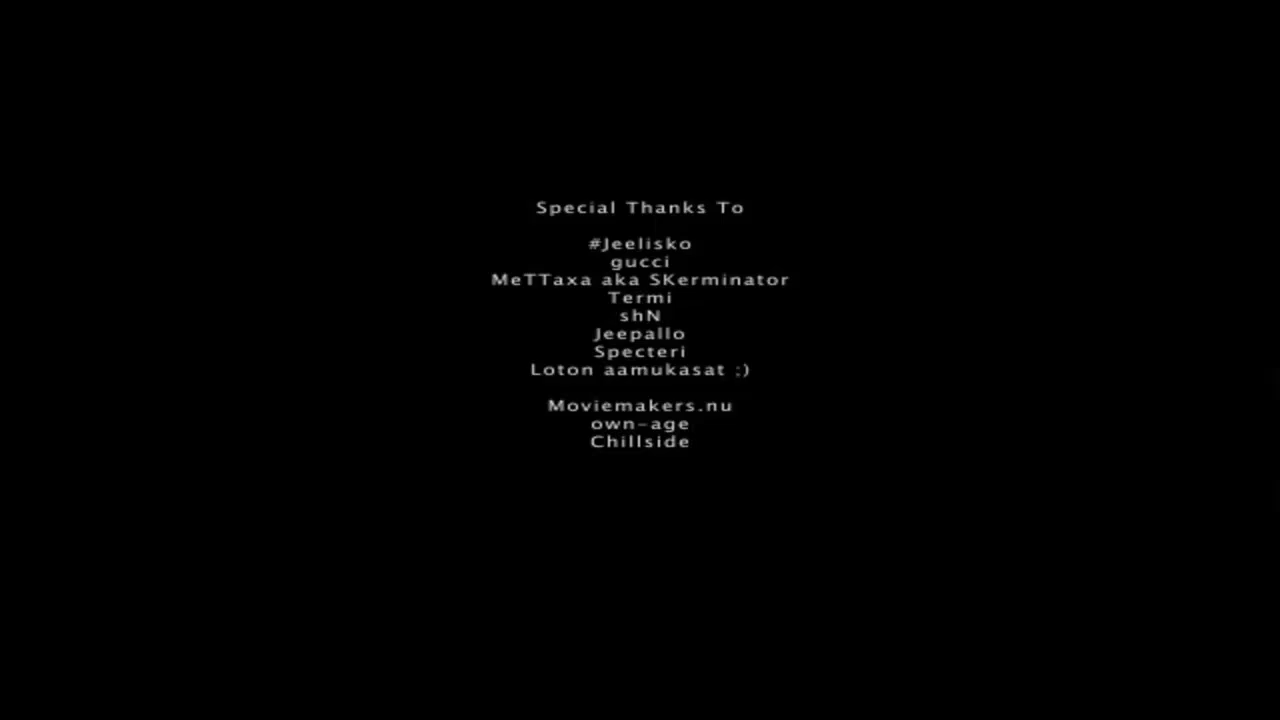 Special Thanks To
#Jeelisko
gucci
MeTTaxa aka SKerminator
Termi
shN
Jeepallo
Specteri
Loton aamukasat ;)
Moviemakers.nu
own-age
Chillside